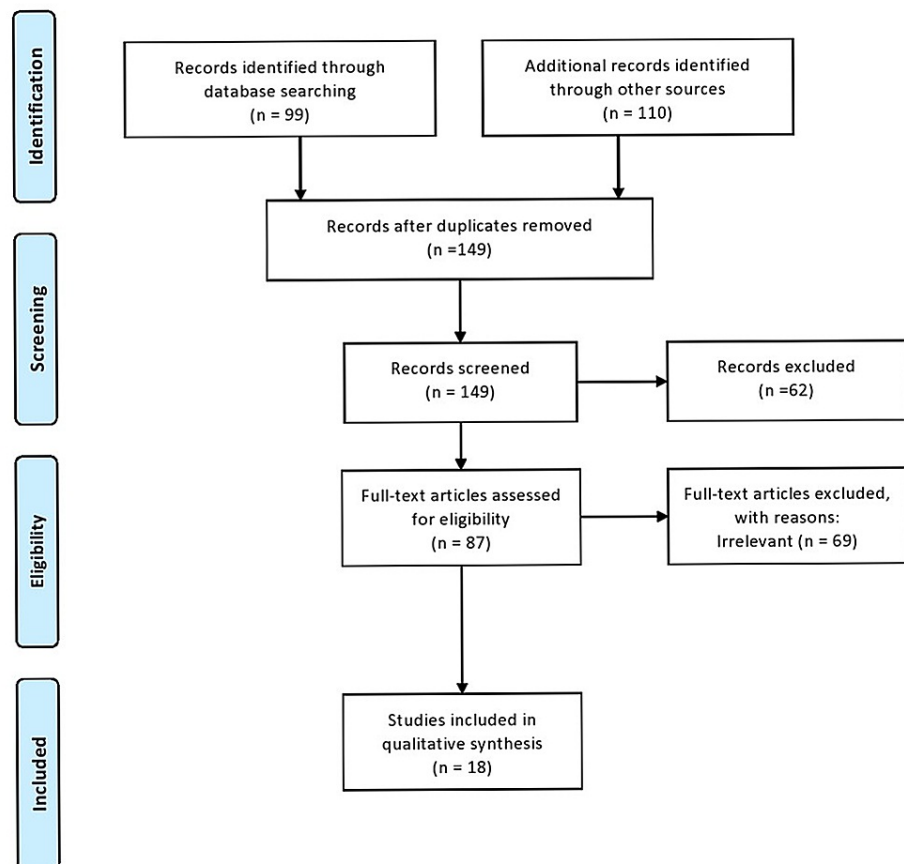 Identification
Records identified through
database searching
(n = 99)
Additional records identified
through other sources
(n = 110)
Records after duplicates removed
(n =149)
Screening
Records screened
(n = 149)
Records excluded
(n =62)
Eligibility
Full-text articles assessed
for eligibility
(n = 87)
Full-text articles excluded,
with reasons:
Irrelevant (n = 69)
Included
Studies included in
qualitative synthesis
(n = 18)